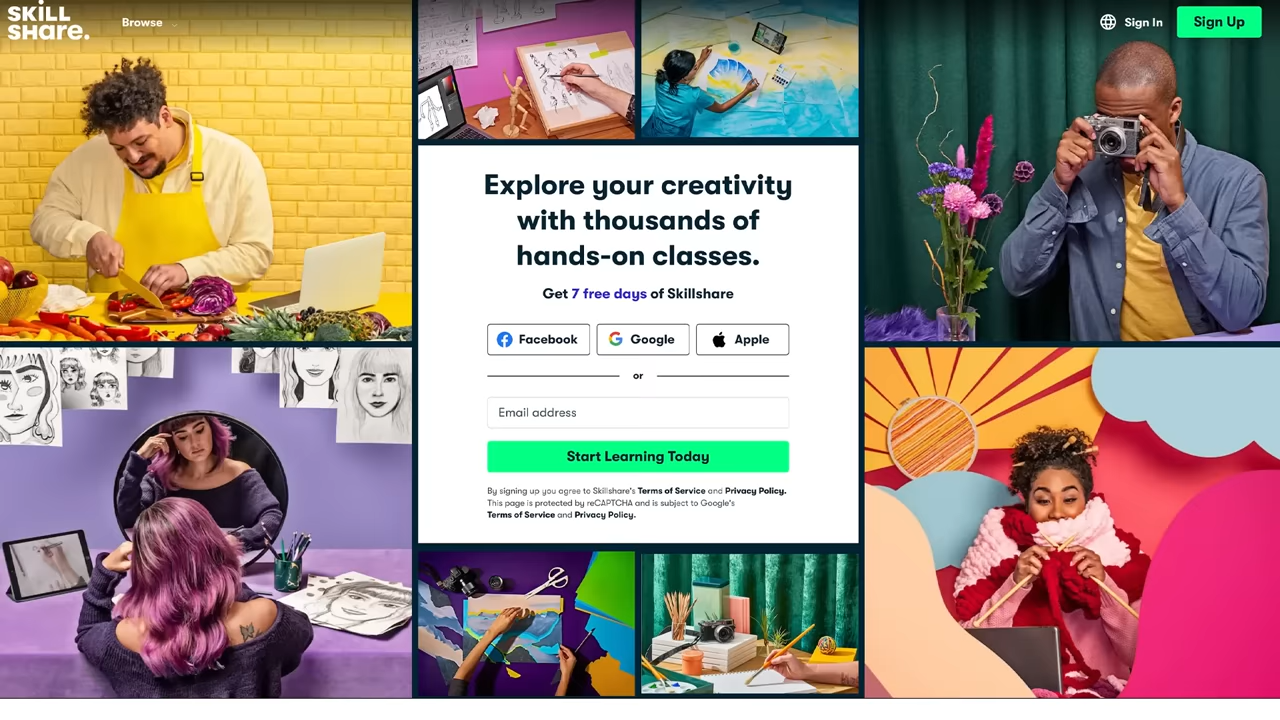 SKILL
SHare.
Browse
Sign In
Sign Up
Explore your creativity
with thousands of
hands-on classes.
Get 7 free days of Skillshare
Facebook
Google
Apple
or
Email address
Start Learning Today
By signing up you agree to Skillshare's Terms of Service and Privacy Policy.
This page is protected by reCAPTCHA and is subject to Google's
Terms of Service and Privacy Policy.